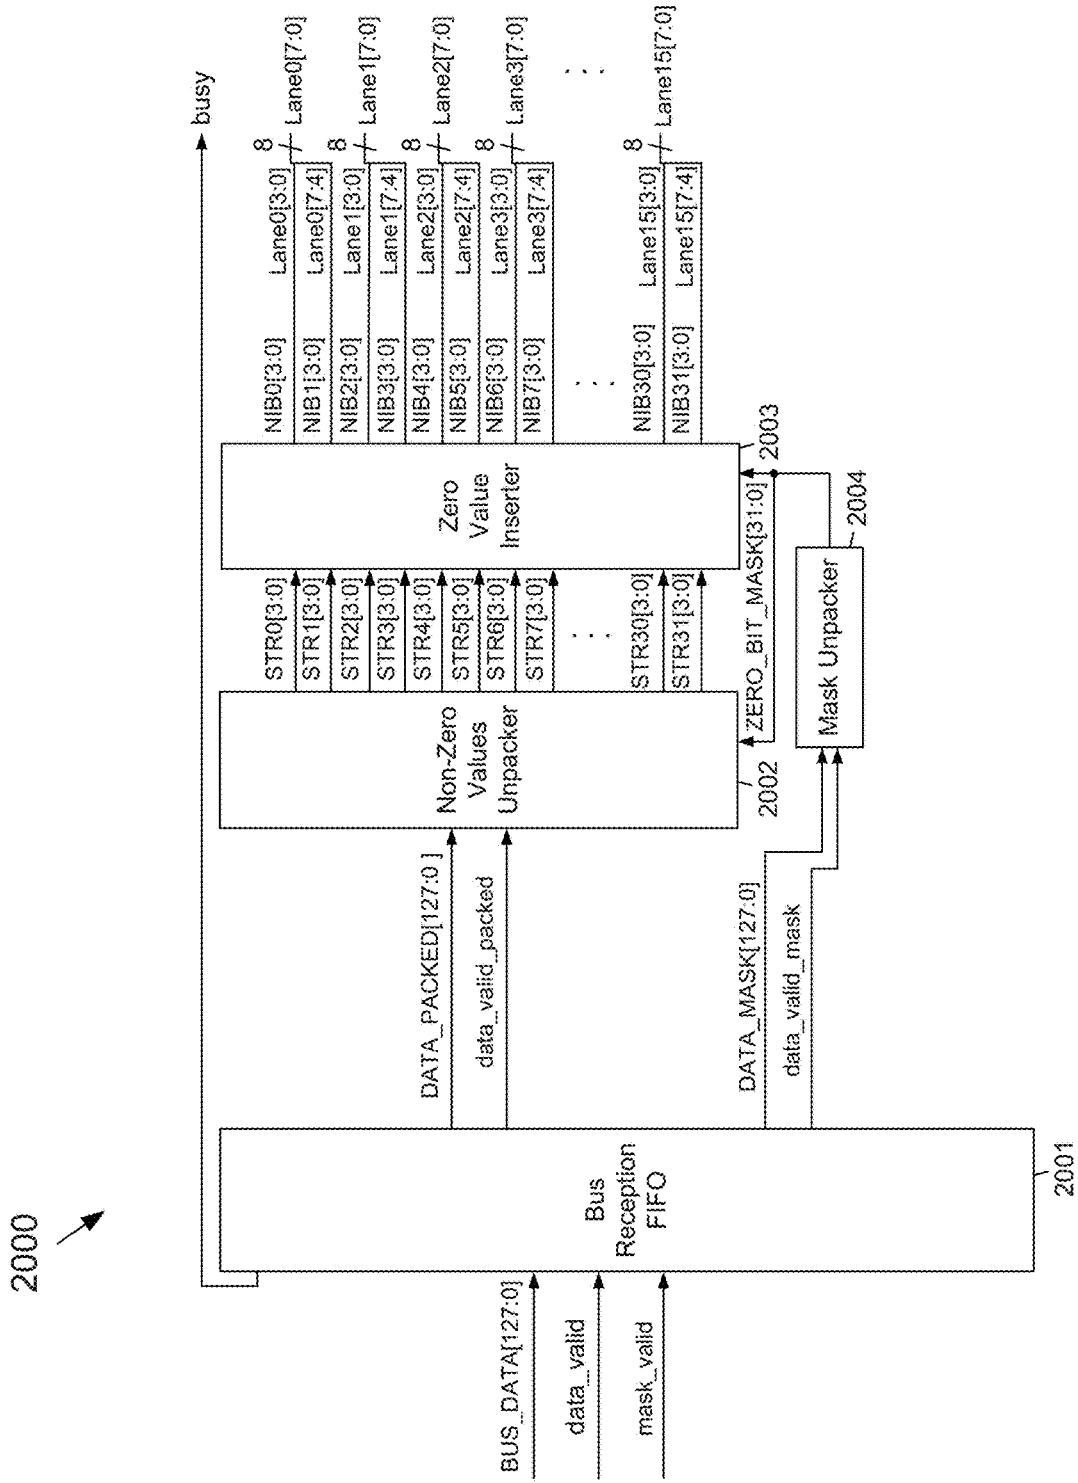 2000
busy
BUS_DATA[127:0]
data_valid
mask_valid
Bus
Reception
FIFO
2001
DATA_PACKED[127:0 ]
data_valid_packed
DATA_MASK[127:0]
data_valid_mask
Non-Zero
Values
Unpacker
2002
STR0[3:0]
STR1[3:0]
STR2[3:0]
STR3[3:0]
STR4[3:0]
STR5[3:0]
STR6[3:0]
STR7[3:0]
. . .
STR30[3:0]
STR31[3:0]
ZERO_BIT_MASK[31:0]
Mask Unpacker
2004
Zero
Value
Inserter
2003
NIB0[3:0] Lane0[3:0]
NIB1[3:0] Lane0[7:4]
NIB2[3:0] Lane1[3:0]
NIB3[3:0] Lane1[7:4]
NIB4[3:0] Lane2[3:0]
NIB5[3:0] Lane2[7:4]
NIB6[3:0] Lane3[3:0]
NIB7[3:0] Lane3[7:4]
. . .
NIB30[3:0] Lane15[3:0]
NIB31[3:0] Lane15[7:4]
8 Lane0[7:0]
8 Lane1[7:0]
8 Lane2[7:0]
8 Lane3[7:0]
. . .
8 Lane15[7:0]